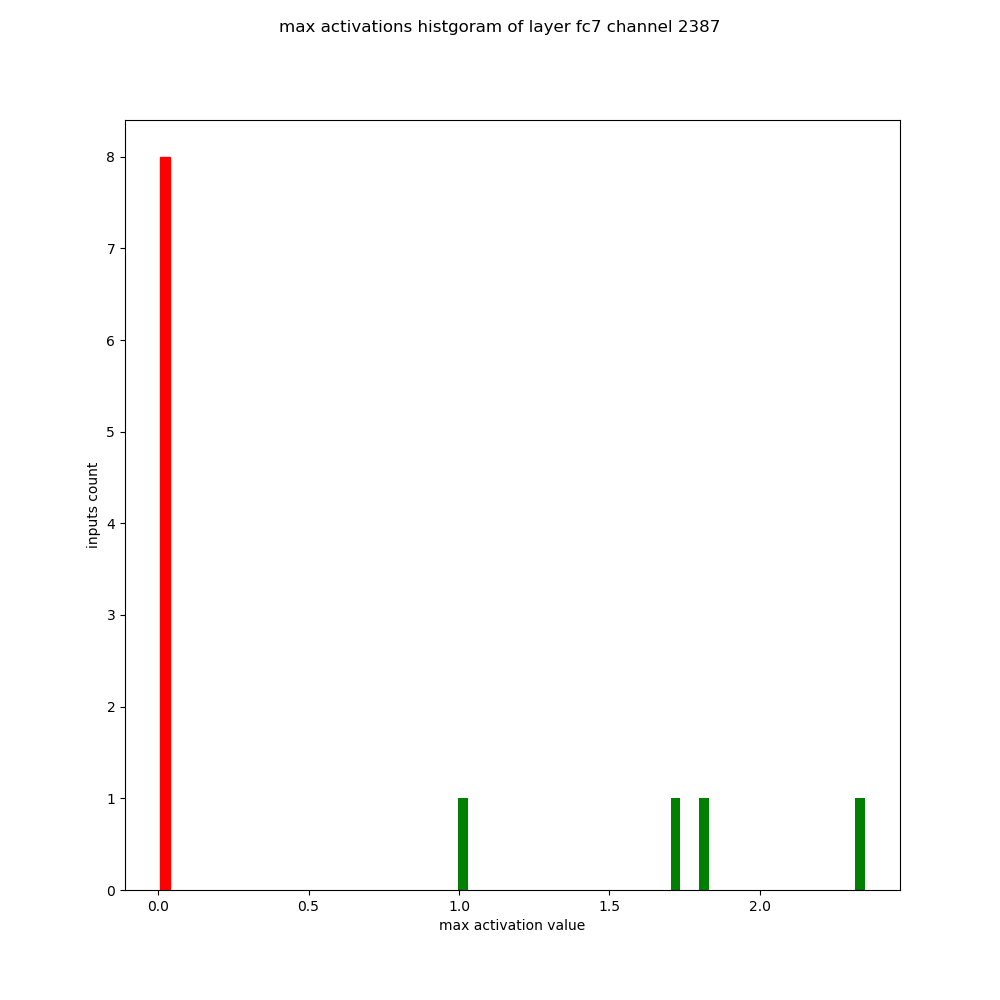 max activations histgoram of layer fc7 channel 2387
8
7
6
5
4
3
2
1
0
inputs count
0.0 0.5 1.0 1.5 2.0
max activation value